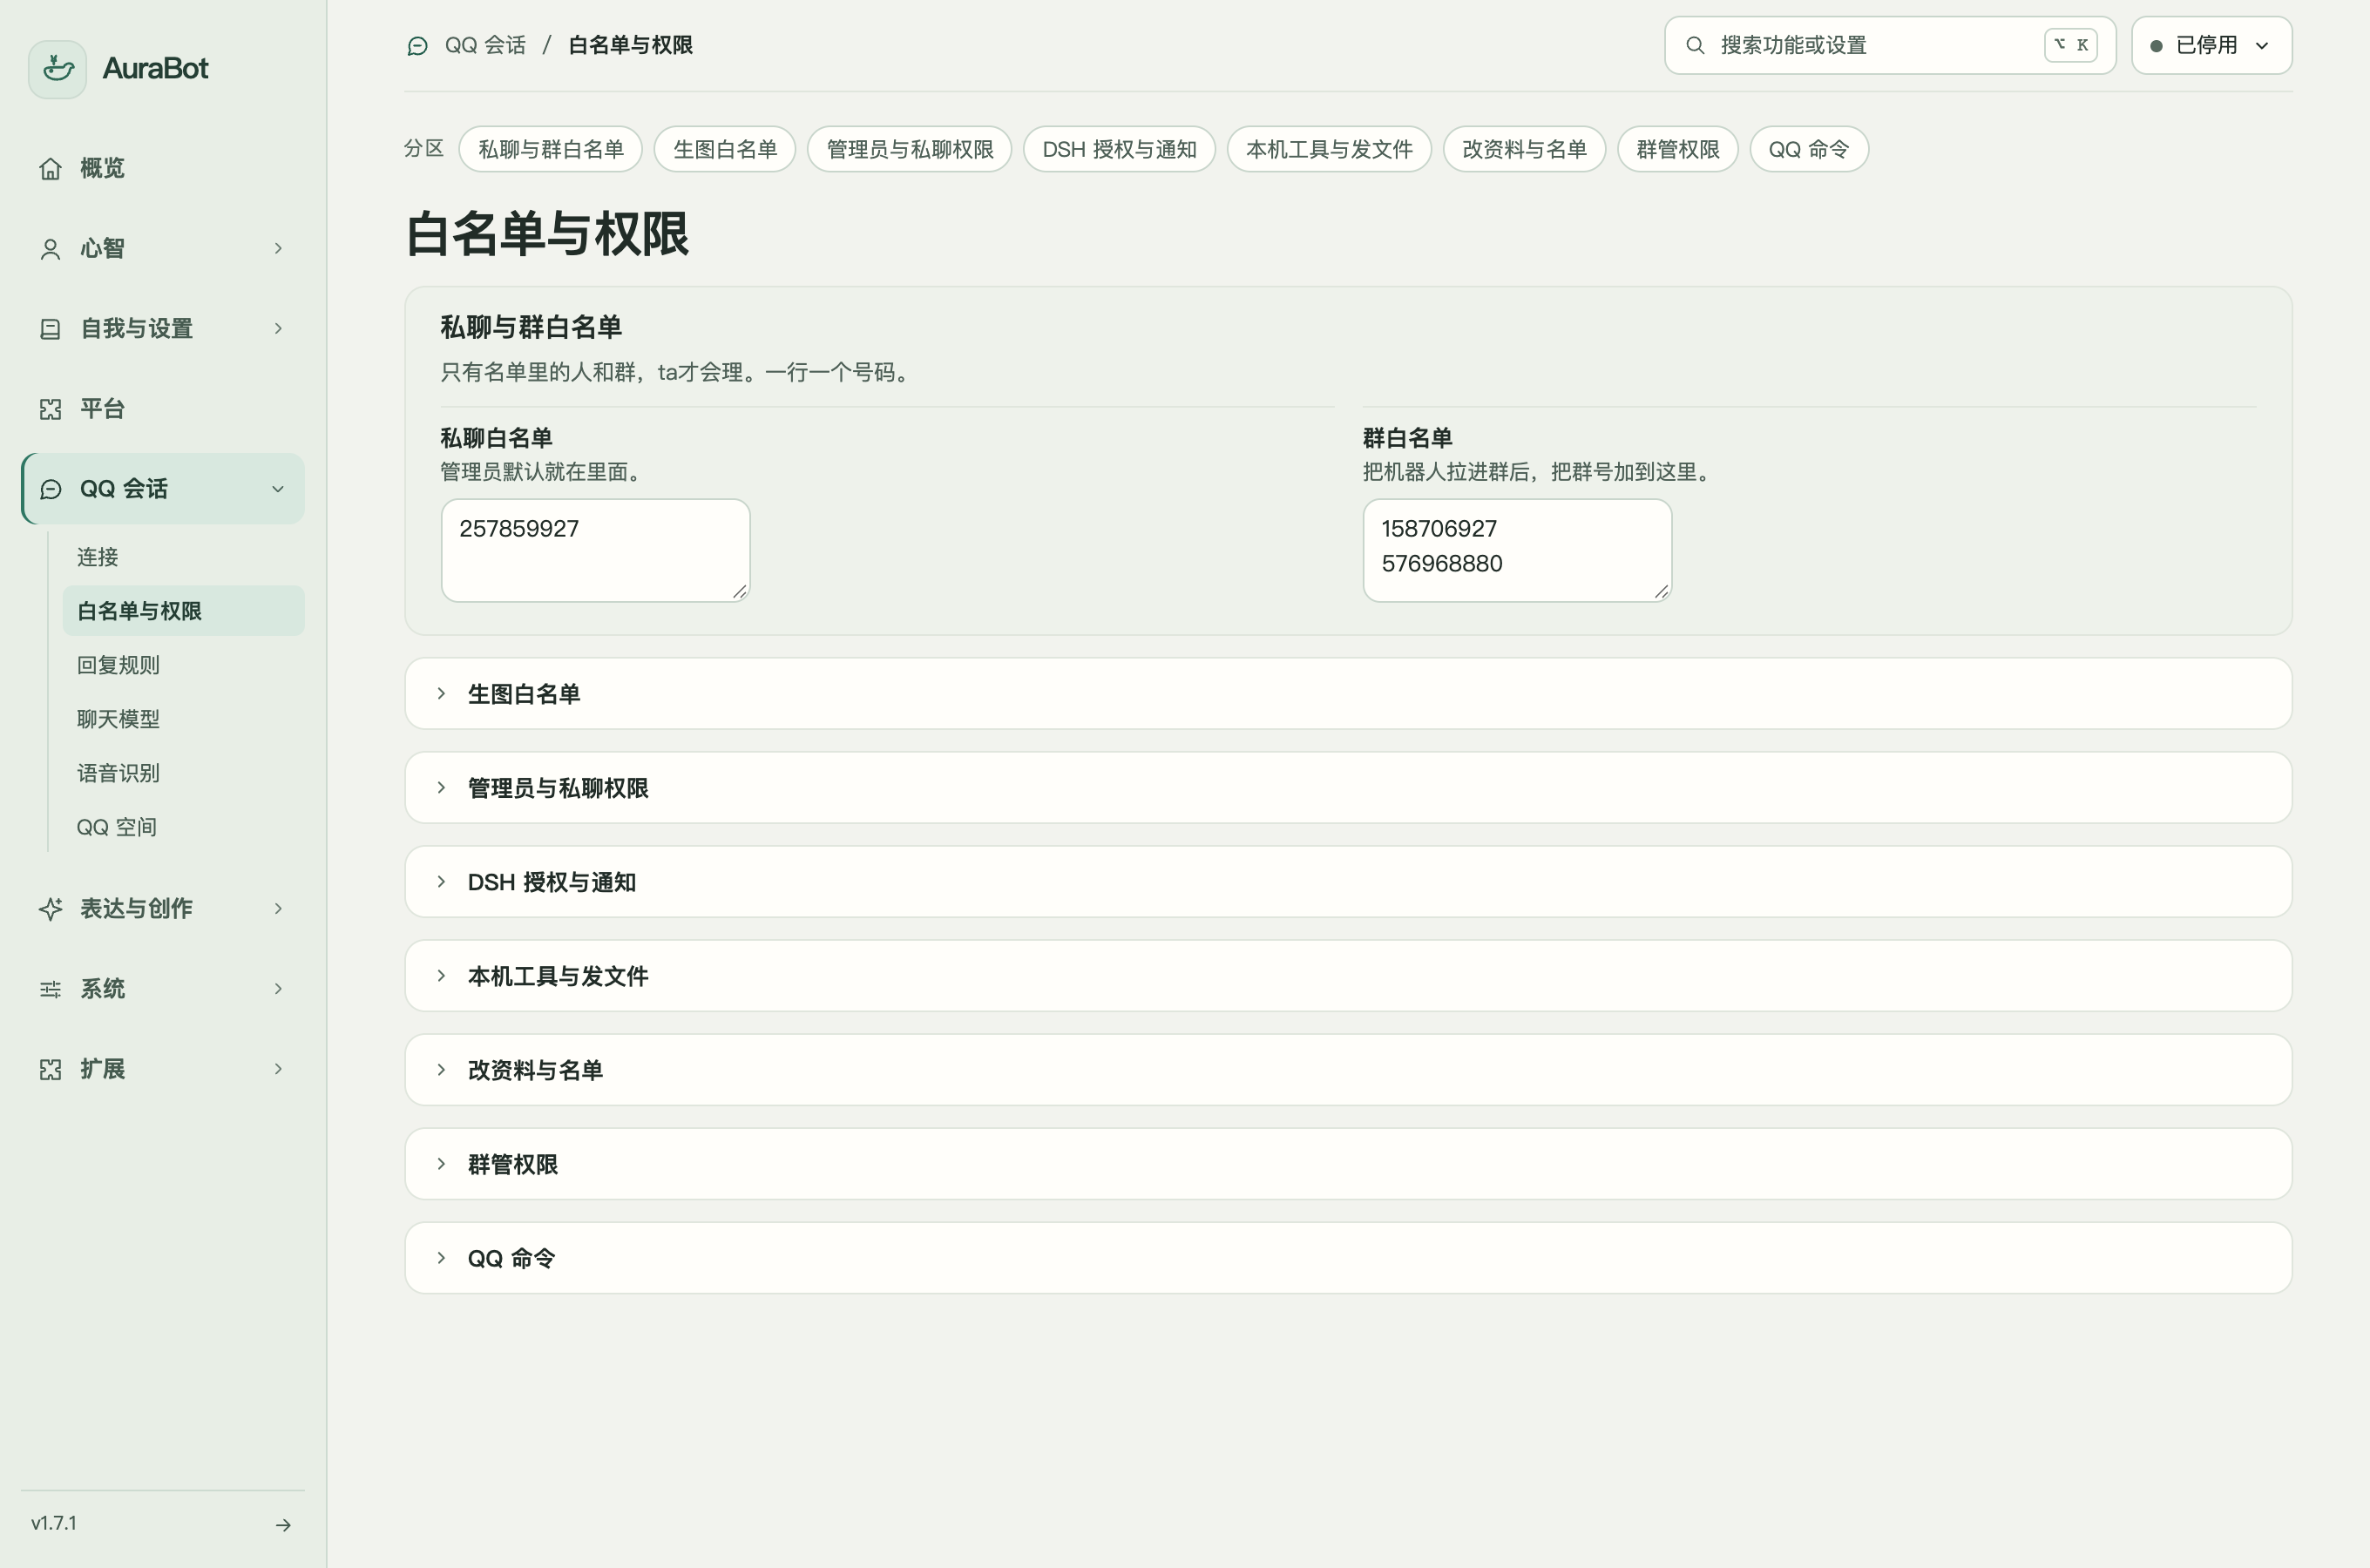 AuraBot
概览
心智
自我与设置
平台
QQ 会话
连接
白名单与权限
回复规则
聊天模型
语音识别
QQ 空间
表达与创作
系统
扩展
v1.7.1
QQ 会话 / 白名单与权限
搜索功能或设置
⌥ K
已停用
分区
私聊与群白名单
生图白名单
管理员与私聊权限
DSH 授权与通知
本机工具与发文件
改资料与名单
群管权限
QQ 命令
白名单与权限
私聊与群白名单
只有名单里的人和群，ta才会理。一行一个号码。
私聊白名单
管理员默认就在里面。
257859927
群白名单
把机器人拉进群后，把群号加到这里。
158706927
576968880
生图白名单
管理员与私聊权限
DSH 授权与通知
本机工具与发文件
改资料与名单
群管权限
QQ 命令